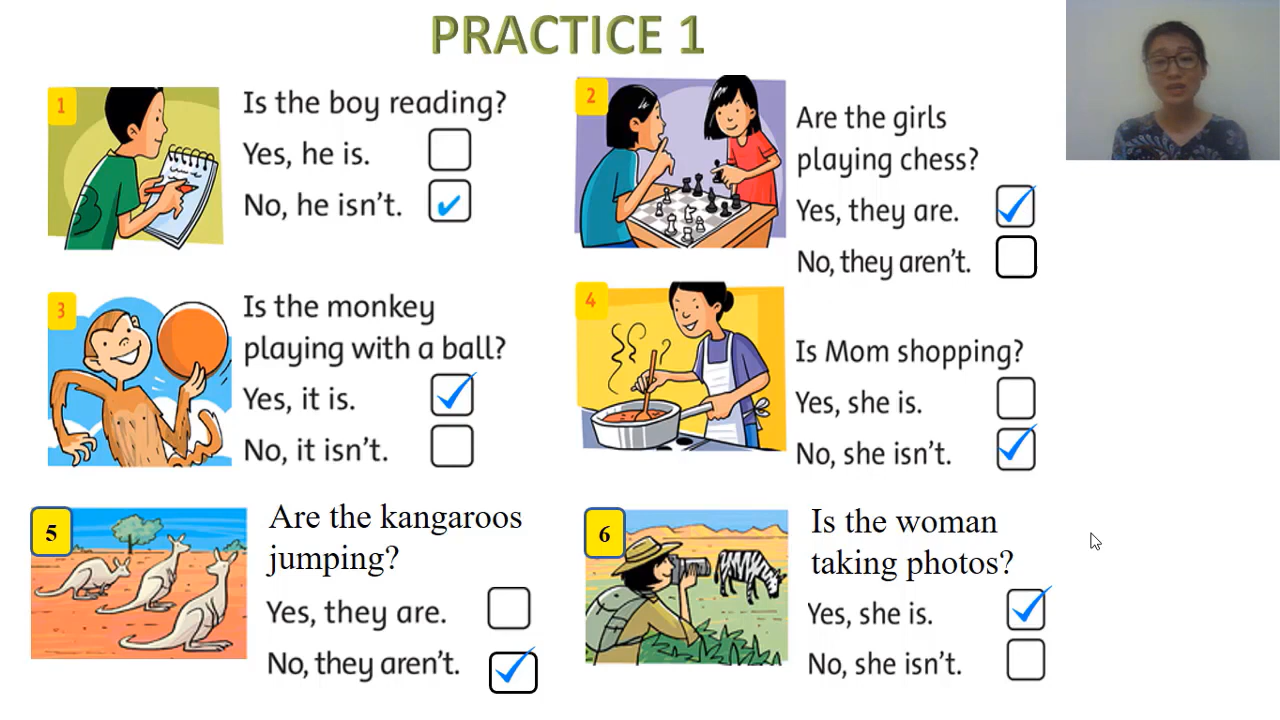 PRACTICE 1
1
Is the boy reading?
Yes, he is.
No, he isn't.
2
Are the girls
playing chess?
Yes, they are.
No, they aren't.
3
Is the monkey
playing with a ball?
Yes, it is.
No, it isn't.
4
Is Mom shopping?
Yes, she is.
No, she isn't.
5
Are the kangaroos
jumping?
Yes, they are.
No, they aren't.
6
Is the woman
taking photos?
Yes, she is.
No, she isn't.